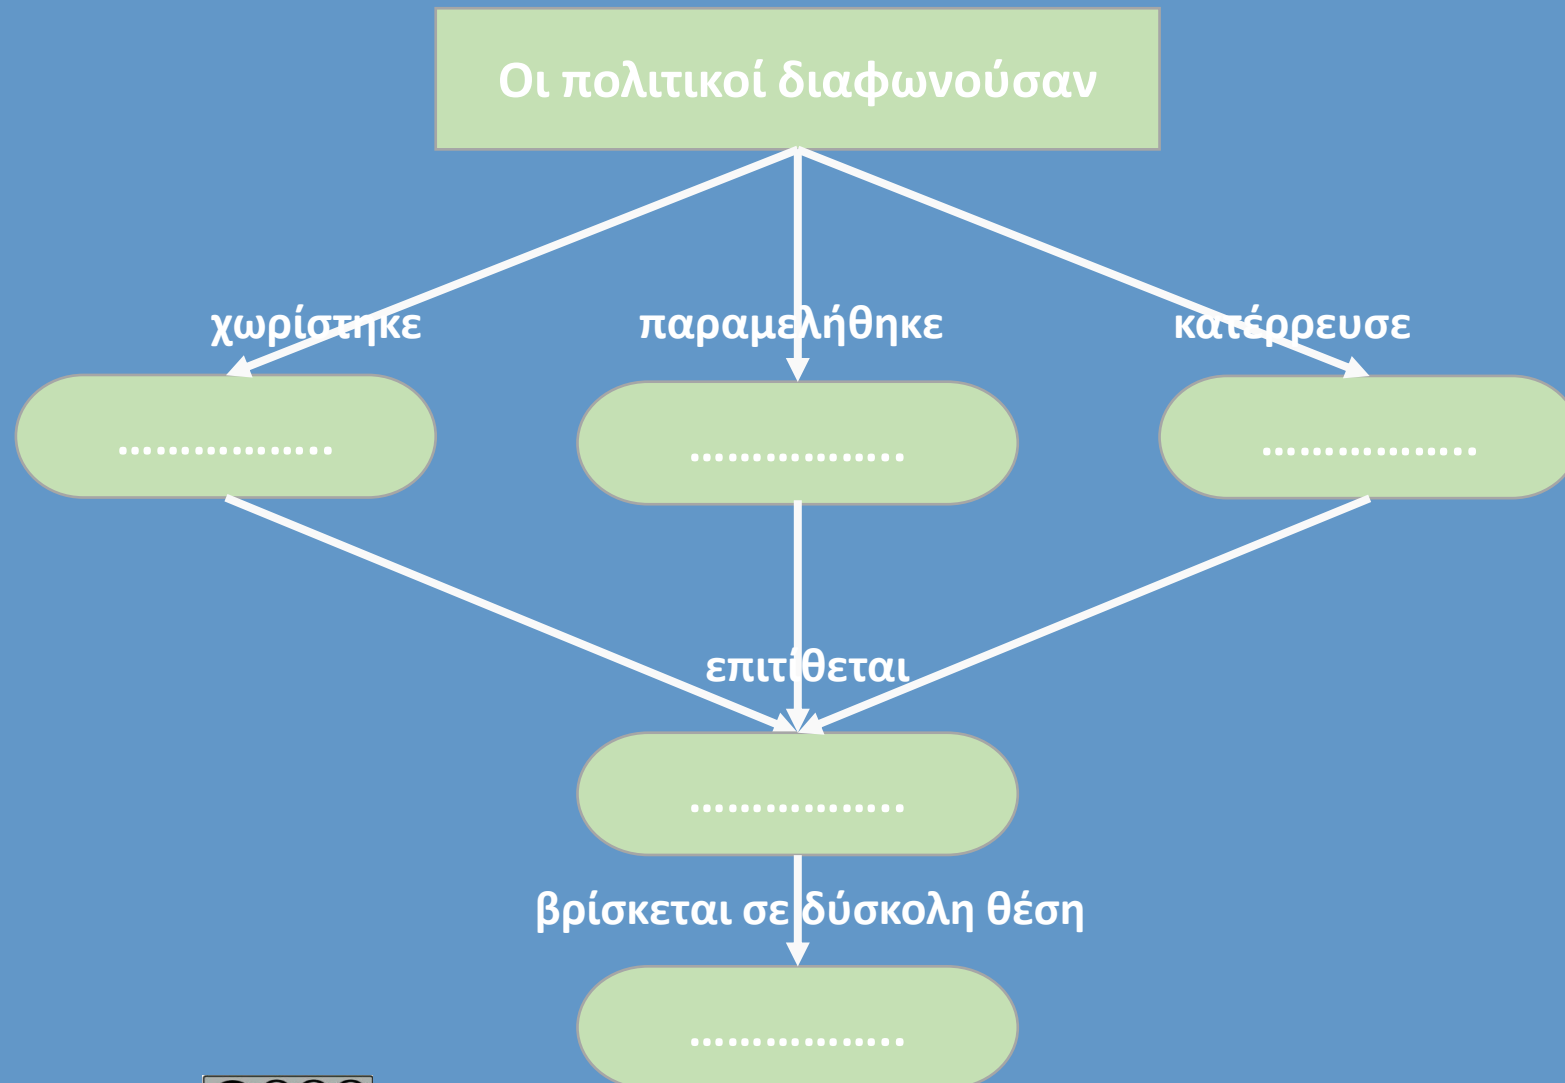 Οι πολιτικοί διαφωνούσαν
χωρίστηκε
παραμελήθηκε
κατέρρευσε
.................
.................
.................
επιτίθεται
.................
βρίσκεται σε δύσκολη θέση
.................